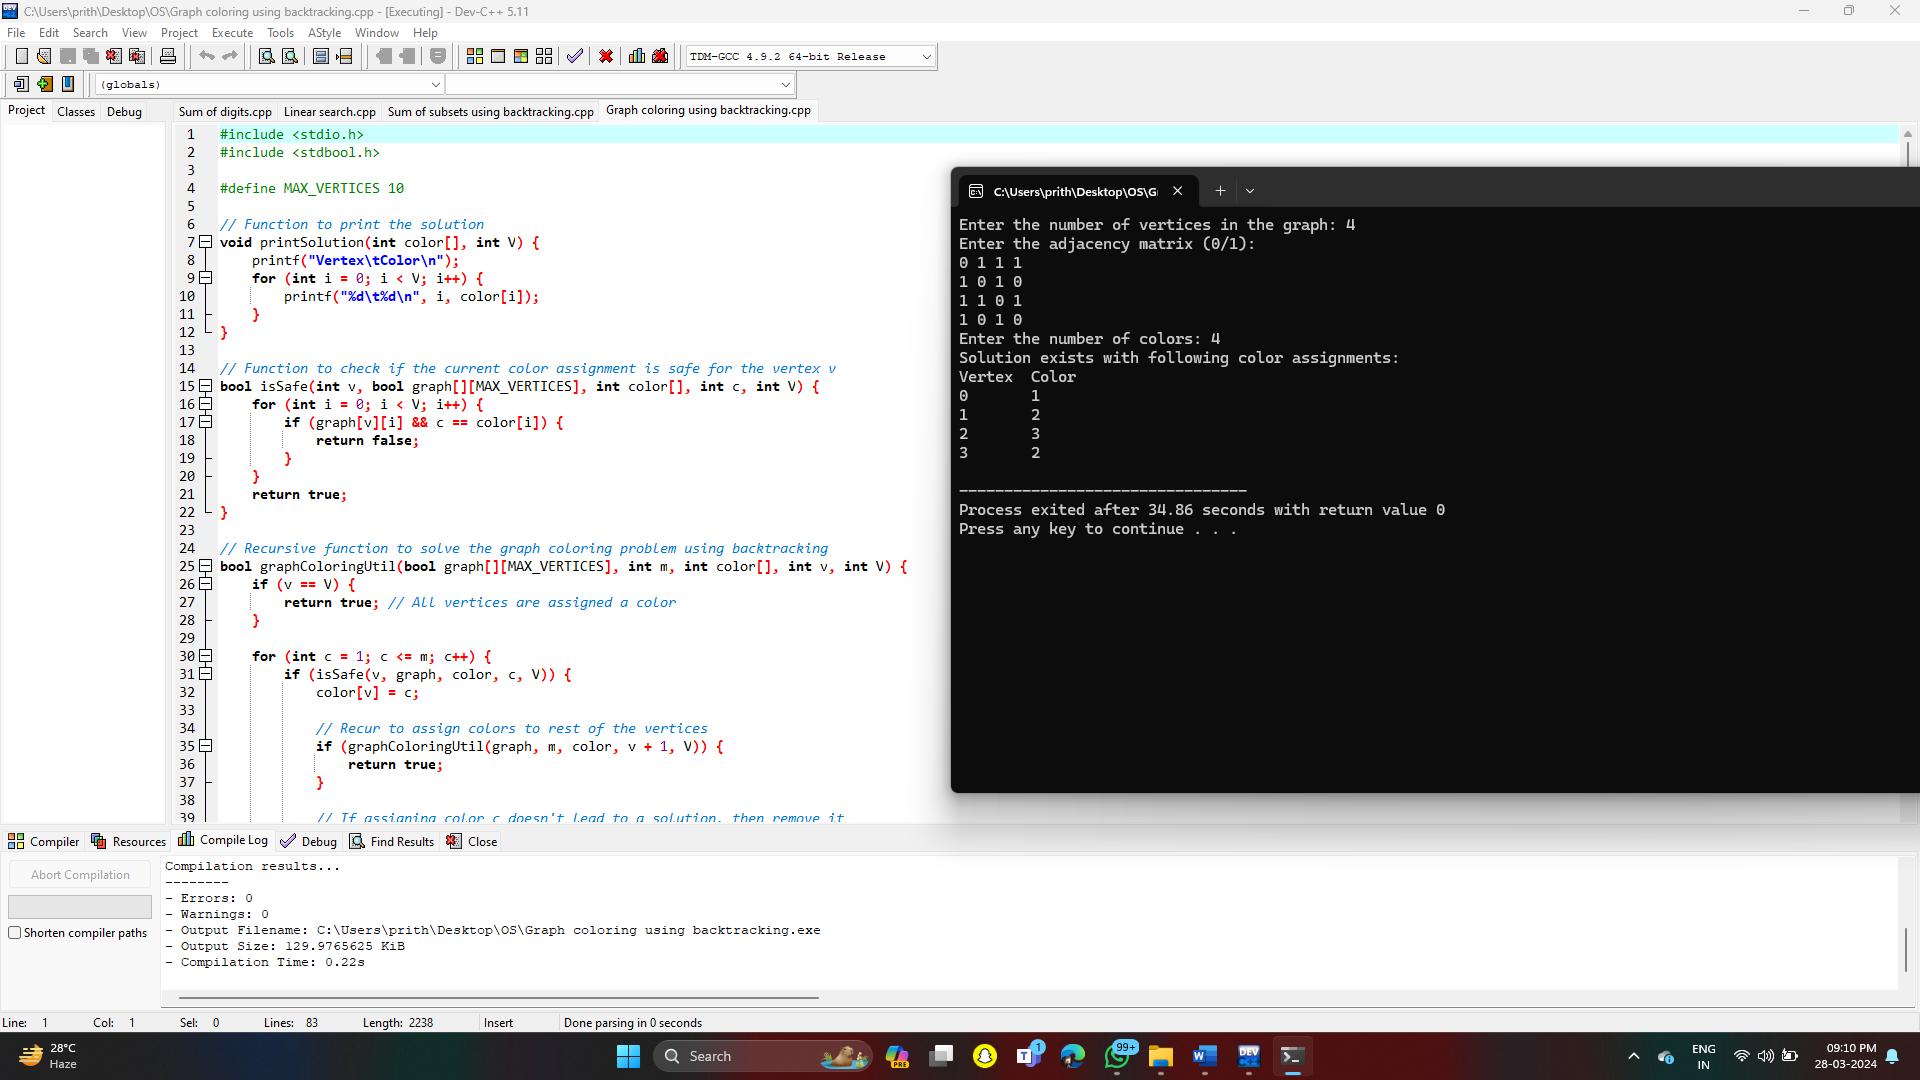 C:\Users\prith\Desktop\OS\Graph coloring using backtracking.cpp - [Executing] - Dev-C++ 5.11
File Edit Search View Project Execute Tools AStyle Window Help
TDM-GCC 4.9.2 64-bit Release
(globals)
Project Classes Debug
Sum of digits.cpp Linear search.cpp Sum of subsets using backtracking.cpp Graph coloring using backtracking.cpp
1 #include <stdio.h>
2 #include <stdbool.h>
3
4 #define MAX_VERTICES 10
5
6 // Function to print the solution
7 void printSolution(int color[], int V) {
8 printf("Vertex\tColor\n");
9 for (int i = 0; i < V; i++) {
10 printf("%d\t%d\n", i, color[i]);
11 }
12 }
13
14 // Function to check if the current color assignment is safe for the vertex v
15 bool isSafe(int v, bool graph[][MAX_VERTICES], int color[], int c, int V) {
16 for (int i = 0; i < V; i++) {
17 if (graph[v][i] && c == color[i]) {
18 return false;
19 }
20 }
21 return true;
22 }
23
24 // Recursive function to solve the graph coloring problem using backtracking
25 bool graphColoringUtil(bool graph[][MAX_VERTICES], int m, int color[], int v, int V) {
26 if (v == V) {
27 return true; // All vertices are assigned a color
28 }
29
30 for (int c = 1; c <= m; c++) {
31 if (isSafe(v, graph, color, c, V)) {
32 color[v] = c;
33
34 // Recur to assign colors to rest of the vertices
35 if (graphColoringUtil(graph, m, color, v + 1, V)) {
36 return true;
37 }
38
39 // If assigning color c doesn't lead to a solution, then remove it
C:\Users\prith\Desktop\OS\G
Enter the number of vertices in the graph: 4
Enter the adjacency matrix (0/1):
0 1 1 1
1 0 1 0
1 1 0 1
1 0 1 0
Enter the number of colors: 4
Solution exists with following color assignments:
Vertex Color
0 1
1 2
2 3
3 2
--------------------------------
Process exited after 34.86 seconds with return value 0
Press any key to continue . . .
Compiler Resources Compile Log Debug Find Results Close
Abort Compilation
Shorten compiler paths
Compilation results...
--------
- Errors: 0
- Warnings: 0
- Output Filename: C:\Users\prith\Desktop\OS\Graph coloring using backtracking.exe
- Output Size: 129.9765625 KiB
- Compilation Time: 0.22s
Line: 1 Col: 1 Sel: 0 Lines: 83 Length: 2238 Insert Done parsing in 0 seconds
28°C
Haze
Search
PRE
1
99+
DEV
ENG
IN
09:10 PM
28-03-2024